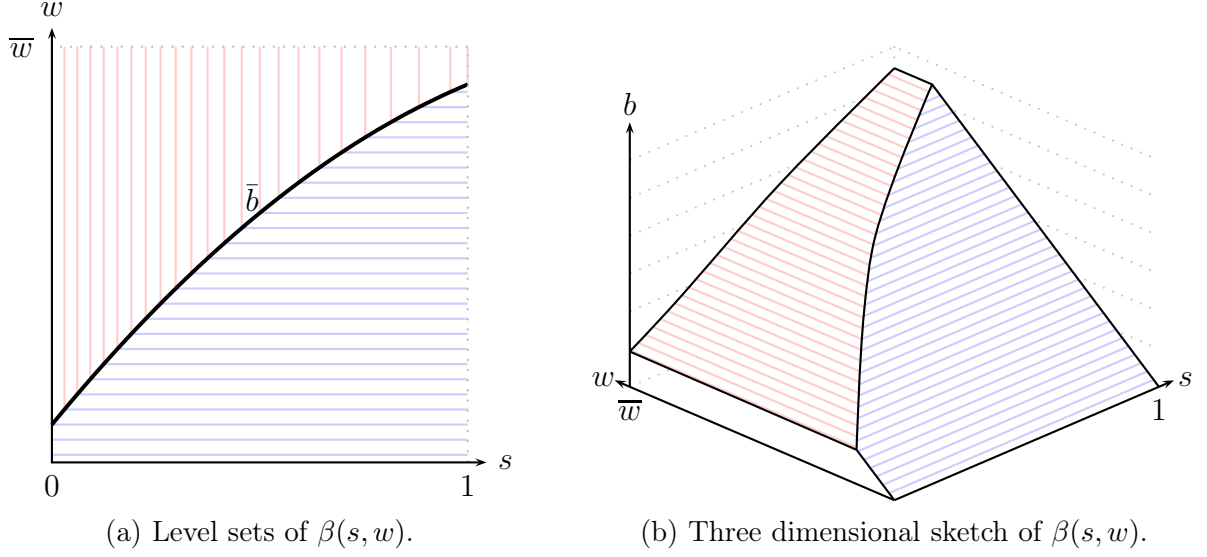 w
w̅
b̄
0
1
s
(a) Level sets of β(s, w).
b
w
w̅
s
1
(b) Three dimensional sketch of β(s, w).